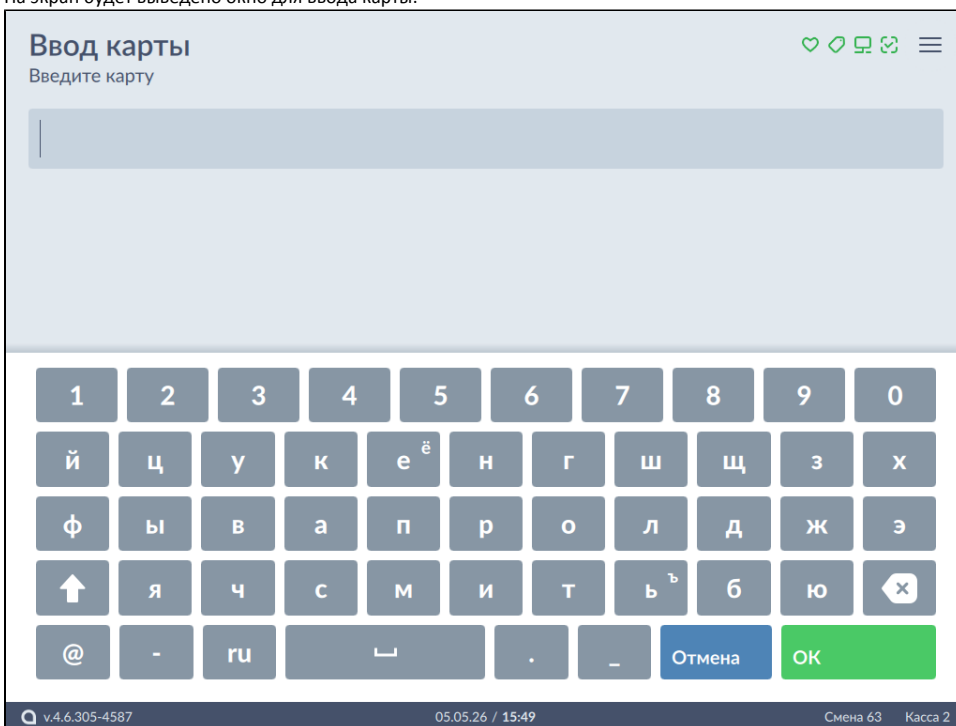 На экран будет выведено окно для ввода карты:
Ввод карты
Введите карту
1 2 3 4 5 6 7 8 9 0
й ц у к е ё н г ш щ з х
ф ы в а п р о л д ж э
я ч с м и т ь ъ б ю
@ - ru . _ Отмена ОК
v.4.6.305-4587 05.05.26 / 15:49 Смена 63 Касса 2